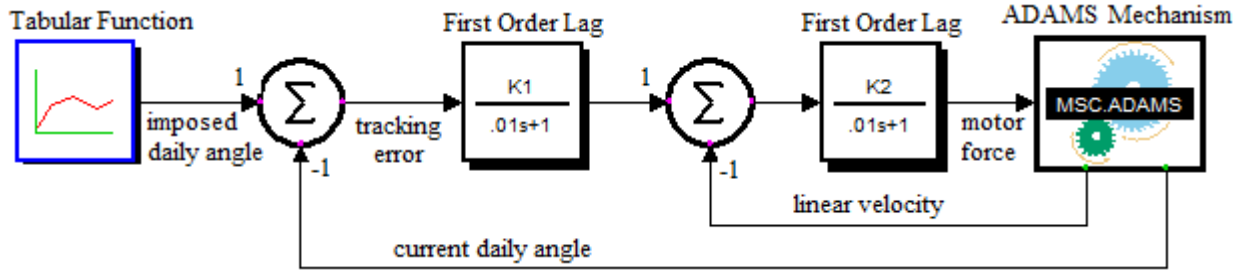 Tabular Function
First Order Lag
First Order Lag
ADAMS Mechanism
1
Σ
K1
.01s+1
1
Σ
K2
.01s+1
MSC.ADAMS
imposed
daily angle
-1
tracking
error
-1
motor
force
linear velocity
current daily angle